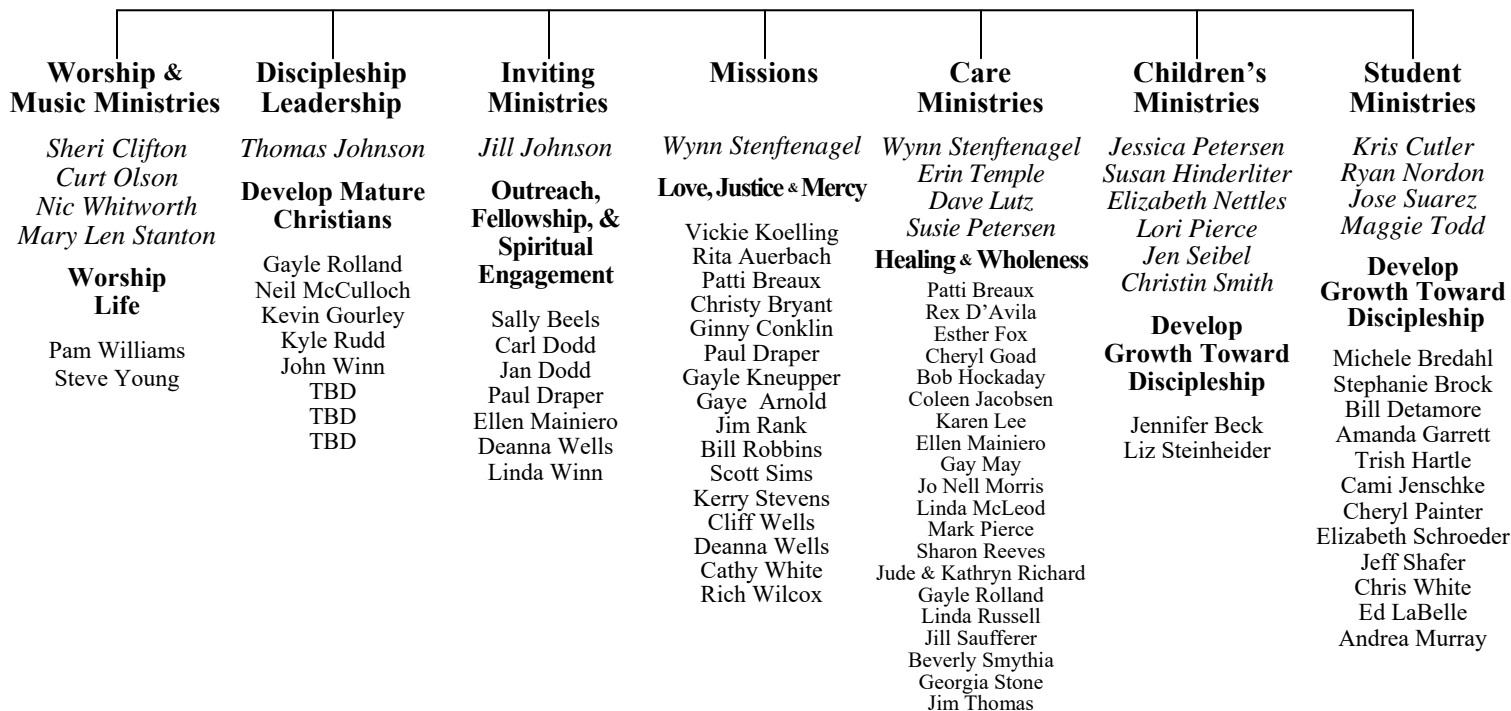 Worship &
Music Ministries
Sheri Clifton
Curt Olson
Nic Whitworth
Mary Len Stanton
Worship
Life
Pam Williams
Steve Young
Discipleship
Leadership
Thomas Johnson
Develop Mature
Christians
Gayle Rolland
Neil McCulloch
Kevin Gourley
Kyle Rudd
John Winn
TBD
TBD
TBD
Inviting
Ministries
Jill Johnson
Outreach,
Fellowship, &
Spiritual
Engagement
Sally Beels
Carl Dodd
Jan Dodd
Paul Draper
Ellen Mainiero
Deanna Wells
Linda Winn
Missions
Wynn Stenftenagel
Love, Justice & Mercy
Vickie Koelling
Rita Auerbach
Patti Breaux
Christy Bryant
Ginny Conklin
Paul Draper
Gayle Kneupper
Gaye  Arnold
Jim Rank
Bill Robbins
Scott Sims
Kerry Stevens
Cliff Wells
Deanna Wells
Cathy White
Rich Wilcox
Care
Ministries
Wynn Stenftenagel
Erin Temple
Dave Lutz
Susie Petersen
Healing & Wholeness
Patti Breaux
Rex D’Avila
Esther Fox
Cheryl Goad
Bob Hockaday
Coleen Jacobsen
Karen Lee
Ellen Mainiero
Gay May
Jo Nell Morris
Linda McLeod
Mark Pierce
Sharon Reeves
Jude & Kathryn Richard
Gayle Rolland
Linda Russell
Jill Saufferer
Beverly Smythia
Georgia Stone
Jim Thomas
Children’s
Ministries
Jessica Petersen
Susan Hinderliter
Elizabeth Nettles
Lori Pierce
Jen Seibel
Christin Smith
Develop
Growth Toward
Discipleship
Jennifer Beck
Liz Steinheider
Student
Ministries
Kris Cutler
Ryan Nordon
Jose Suarez
Maggie Todd
Develop
Growth Toward
Discipleship
Michele Bredahl
Stephanie Brock
Bill Detamore
Amanda Garrett
Trish Hartle
Cami Jenschke
Cheryl Painter
Elizabeth Schroeder
Jeff Shafer
Chris White
Ed LaBelle
Andrea Murray